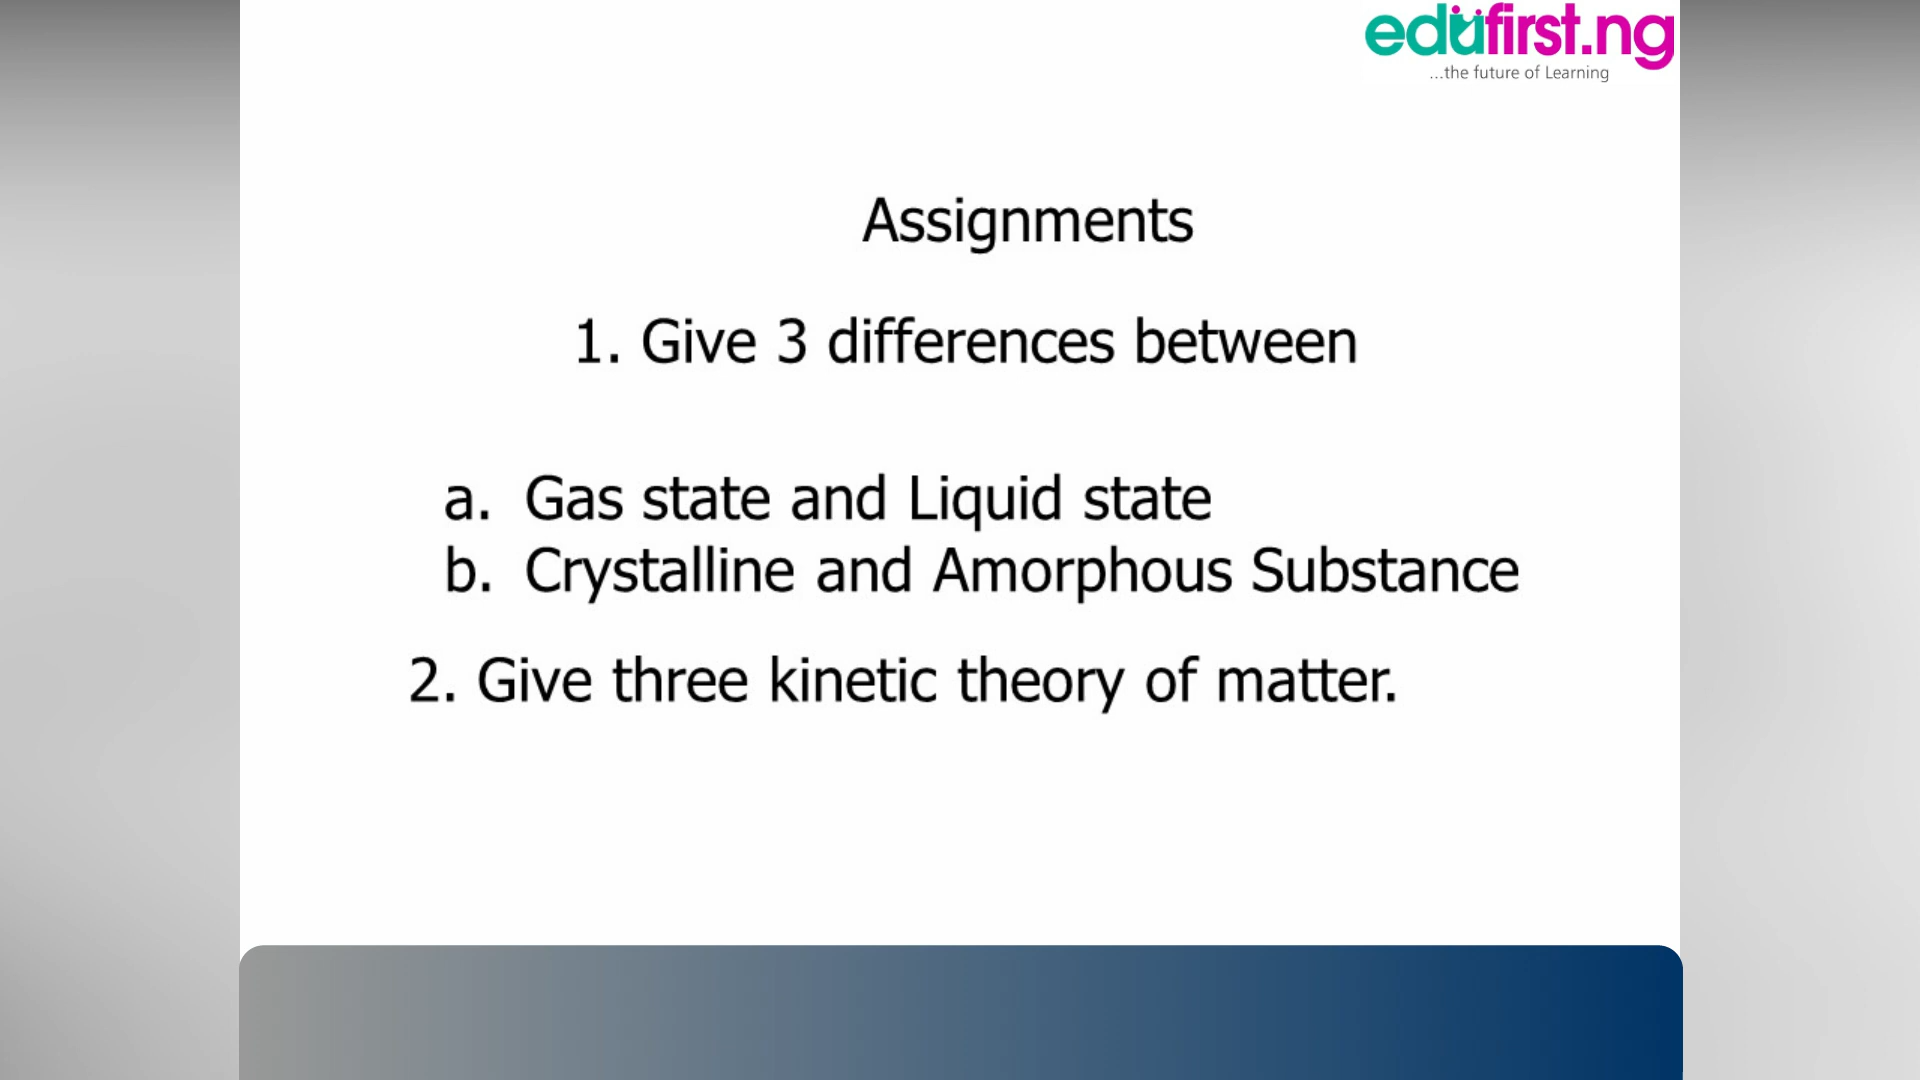 edufirst.ng
...the future of Learning
Assignments
1. Give 3 differences between
a. Gas state and Liquid state
b. Crystalline and Amorphous Substance
2. Give three kinetic theory of matter.